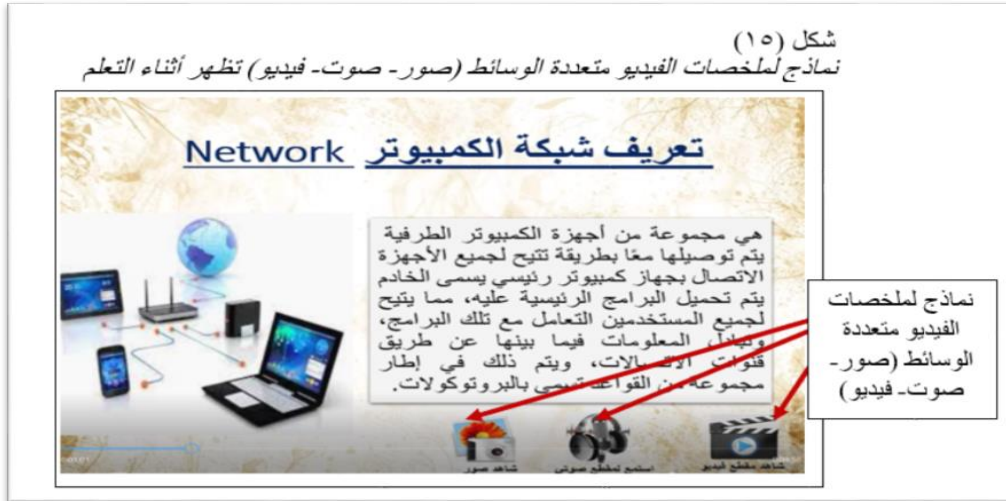 شكل (١٥)
نماذج لملخصات الفيديو متعددة الوسائط (صور- صوت- فيديو) تظهر أثناء التعلم
تعريف شبكة الكمبيوتر Network
هي مجموعة من أجهزة الكمبيوتر الطرفية
يتم توصيلها معًا بطريقة تتيح لجميع الأجهزة
الاتصال بجهاز كمبيوتر رئيسي يسمى الخادم
يتم تحميل البرامج الرئيسية عليه، مما يتيح
لجميع المستخدمين التعامل مع تلك البرامج،
وتبادل المعلومات فيما بينها عن طريق
قنوات الاتصالات، ويتم ذلك في إطار
مجموعة من القواعد تسمى بالبروتوكولات.
نماذج لملخصات
الفيديو متعددة
الوسائط (صور-
صوت- فيديو)
شاهد مقطع فيديو
استمع لمقطع صوتى
شاهد صور